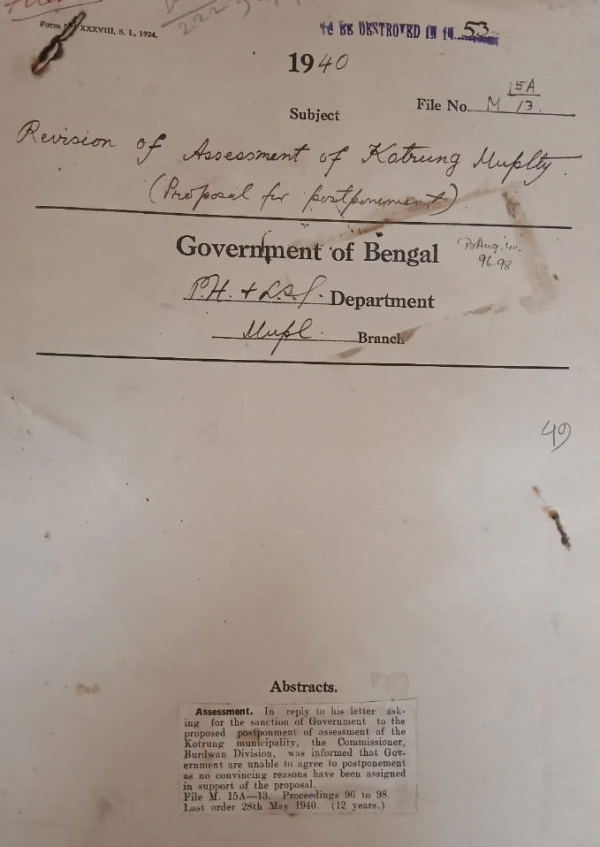 Form No. XXXVIII, S. I., 1924.
TO BE DESTROYED IN 19 53
1940
File No. M 15A/13.
Subject
Revision of Assessment of Kotrung Muplty.
(Proposal for postponement)
Government of Bengal
96.98.
P.H. & L.S.G. Department
Mupl. Branch.
49
Abstracts.
Assessment. In reply to his letter ask-
ing for the sanction of Government to the
proposed postponment of assessment of the
Kotrung municipality, the Commissioner,
Burdwan Division, was informed that Gov-
ernment are unable to agree to postponement
as no convincing reasons have been assigned
in support of the proposal.
File M. 15A—13. Proceedings 96 to 98.
Last order 28th May 1940. (12 years.)